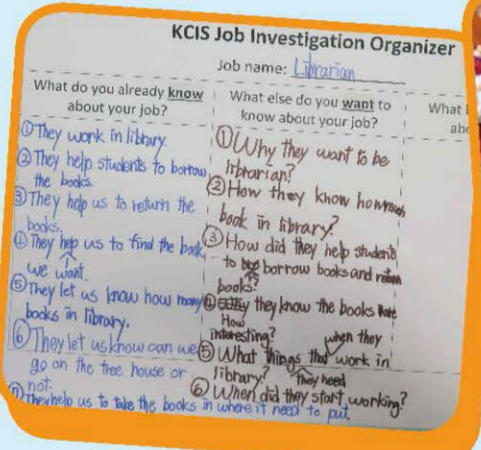 KCIS Job Investigation Organizer
Job name: Librarian
What do you already know
about your job?
①They work in library.
②They help students to borrow
the books.
③They help us to return the
books.
④They help us to find the book
we want.
⑤They let us know how many
books in library.
⑥They let us know can we
go on the tree house or
not.
They help us to take the books in where it need to put.
What else do you want to
know about your job?
①Why they want to be
librarian?
②How they know how much
book in library?
③How did they help students
to borrow books and return
books?
④How they know the books
interesting?
⑤What things they need when they work in
library?
⑥When did they start working?
What